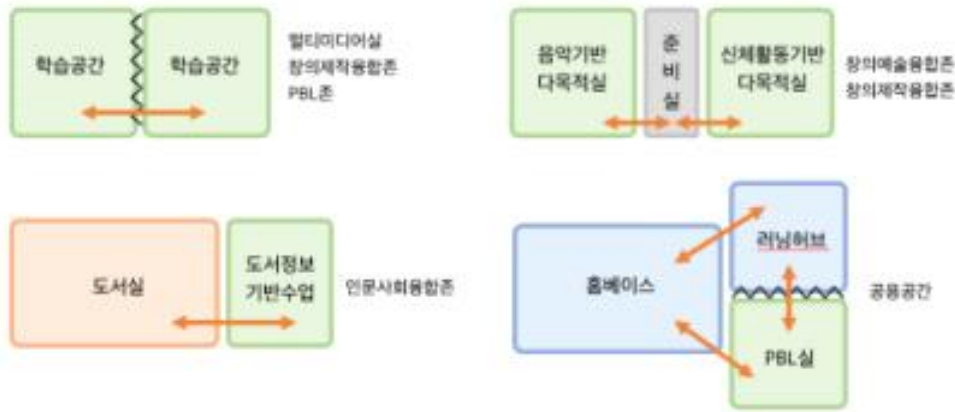 학습공간
학습공간
멀티미디어실
창의제작융합존
PBL존
음악기반
다목적실
준
비
실
신체활동기반
다목적실
창의예술융합존
창의제작융합존
도서실
도서정보
기반수업
인문사회융합존
홈베이스
러닝허브
PBL실
공용공간